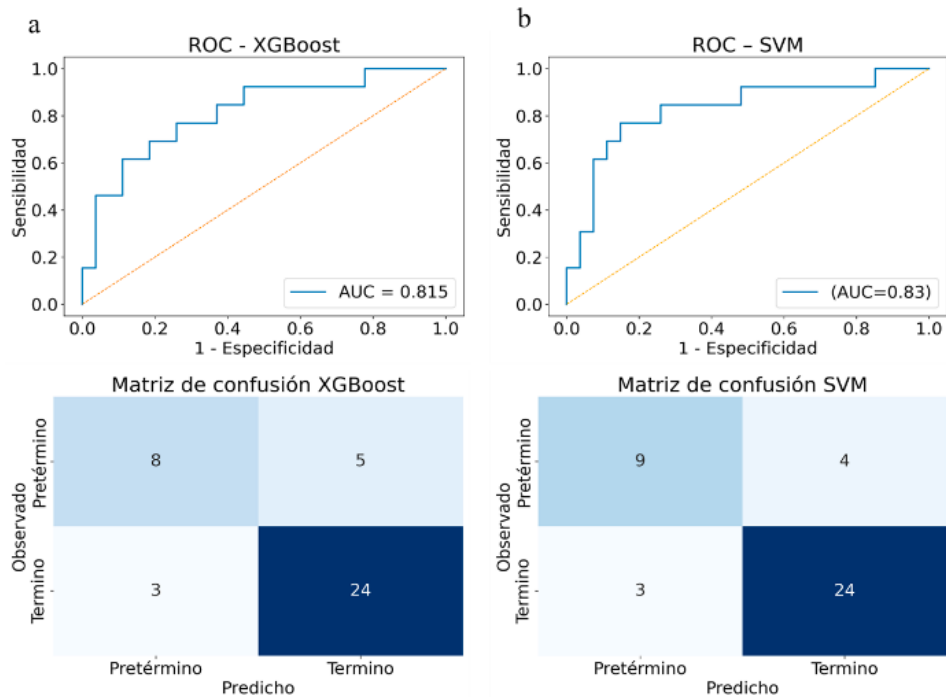 a
ROC - XGBoost
1.0
0.8
0.6
0.4
0.2
0.0
Sensibilidad
AUC = 0.815
0.0 0.2 0.4 0.6 0.8 1.0
1 - Especificidad
b
ROC – SVM
1.0
0.8
0.6
0.4
0.2
0.0
Sensibilidad
(AUC=0.83)
0.0 0.2 0.4 0.6 0.8 1.0
1 - Especificidad
Matriz de confusión XGBoost
Observado
Pretérmino
Termino
8 5
3 24
Pretérmino Termino
Predicho
Matriz de confusión SVM
Observado
Pretérmino
Termino
9 4
3 24
Pretérmino Termino
Predicho